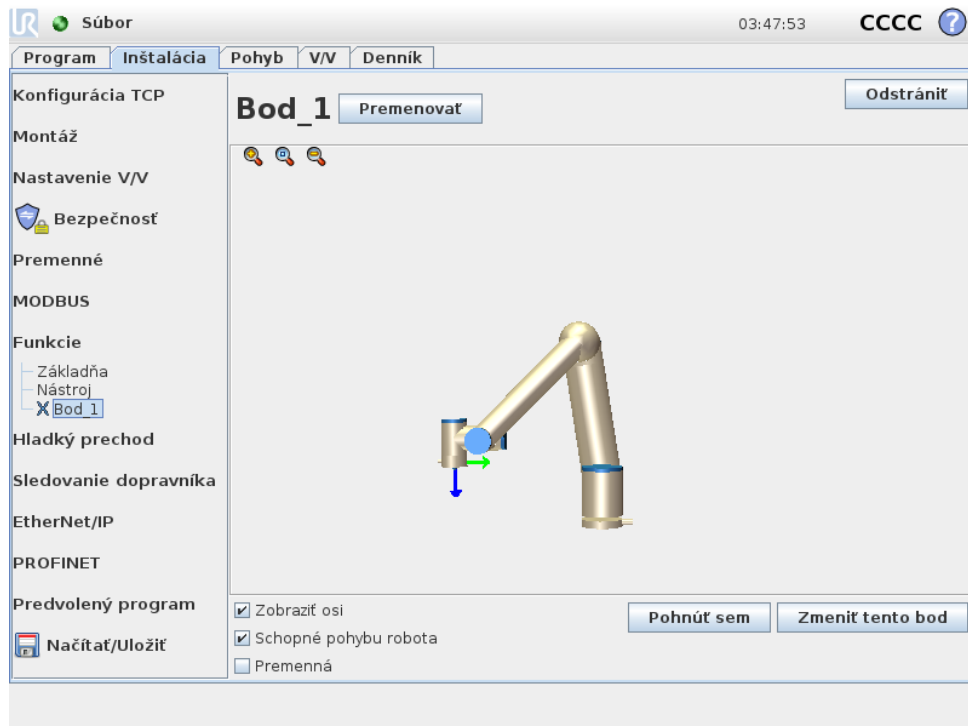 UR Súbor 03:47:53 CCCC ?
Program Inštalácia Pohyb V/V Denník
Konfigurácia TCP
Montáž
Nastavenie V/V
Bezpečnosť
Premenné
MODBUS
Funkcie
Základňa
Nástroj
Bod_1
Hladký prechod
Sledovanie dopravníka
EtherNet/IP
PROFINET
Predvolený program
Načítať/Uložiť
Bod_1 Premenovať Odstrániť
Zobraziť osi
Schopné pohybu robota
Premenná
Pohnúť sem Zmeniť tento bod